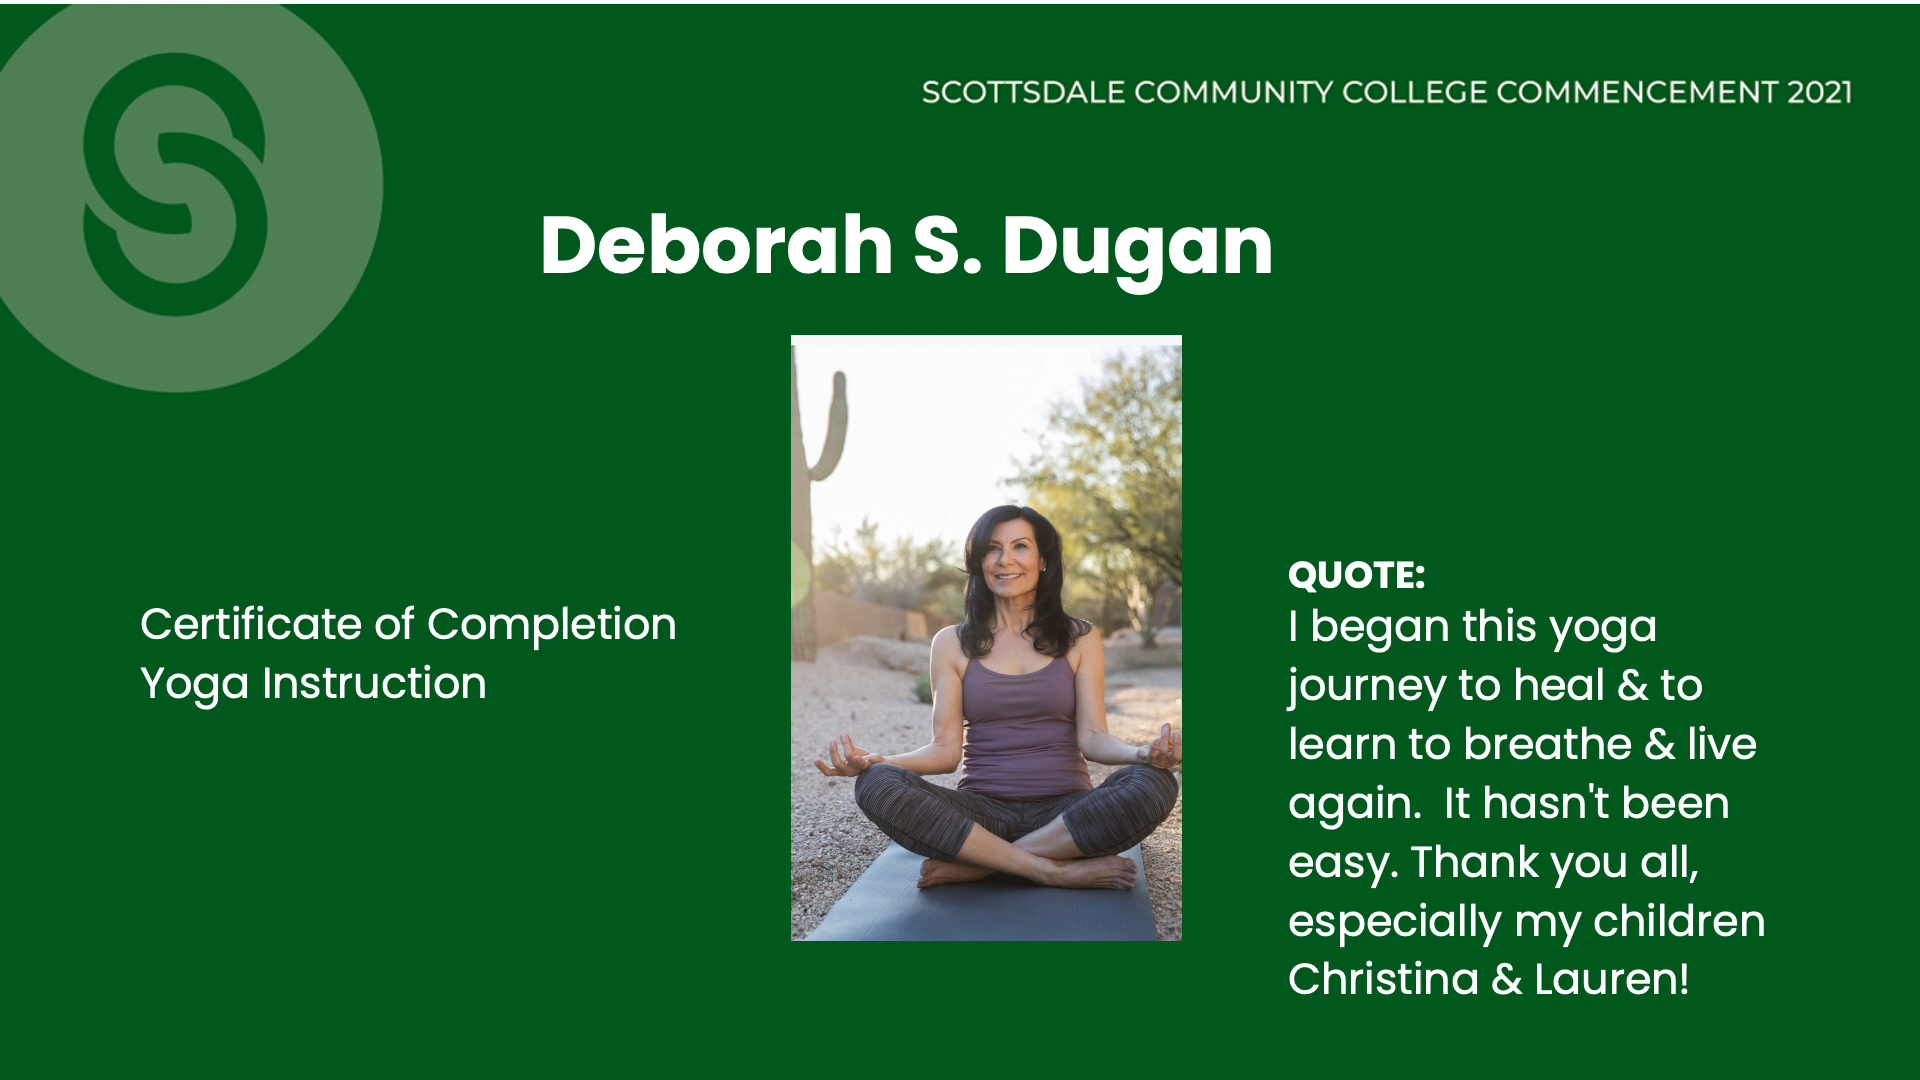 SCOTTSDALE COMMUNITY COLLEGE COMMENCEMENT 2021
Deborah S. Dugan
Certificate of Completion
Yoga Instruction
QUOTE:
I began this yoga
journey to heal & to
learn to breathe & live
again.  It hasn't been
easy. Thank you all,
especially my children
Christina & Lauren!